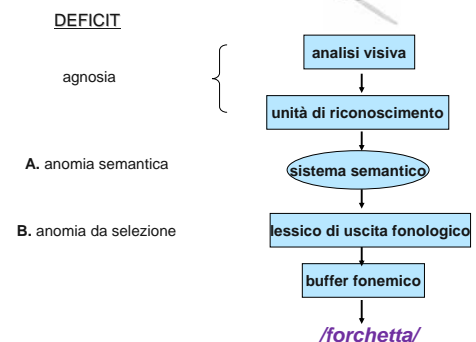 DEFICIT
analisi visiva
agnosia
unità di riconoscimento
A. anomia semantica
sistema semantico
B. anomia da selezione
lessico di uscita fonologico
buffer fonemico
/forchetta/